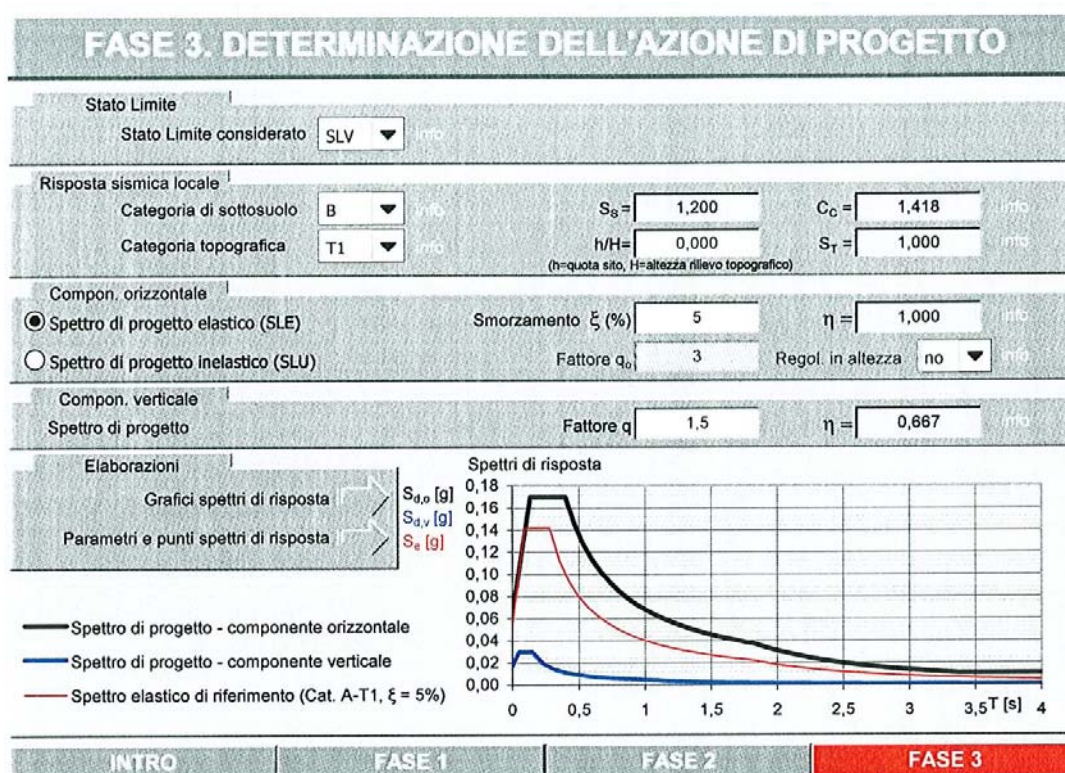 FASE 3. DETERMINAZIONE DELL'AZIONE DI PROGETTO
Stato Limite
Stato Limite considerato SLV info
Risposta sismica locale
Categoria di sottosuolo B info
S_S = 1,200 C_C = 1,418 info
Categoria topografica T1 info
h/H= 0,000 S_T = 1,000 info
(h=quota sito, H=altezza rilievo topografico)
Compon. orizzontale
Spettro di progetto elastico (SLE) Smorzamento ξ (%) 5 η = 1,000 info
Spettro di progetto inelastico (SLU) Fattore q_o 3 Regol. in altezza no info
Compon. verticale
Spettro di progetto Fattore q 1,5 η = 0,667 info
Elaborazioni
Grafici spettri di risposta
Parametri e punti spettri di risposta
S_d,o [g]
S_d,v [g]
S_e [g]
Spettri di risposta
0,18
0,16
0,14
0,12
0,10
0,08
0,06
0,04
0,02
0,00
0 0,5 1 1,5 2 2,5 3 3,5 T [s] 4
Spettro di progetto - componente orizzontale
Spettro di progetto - componente verticale
Spettro elastico di riferimento (Cat. A-T1, ξ = 5%)
INTRO FASE 1 FASE 2 FASE 3